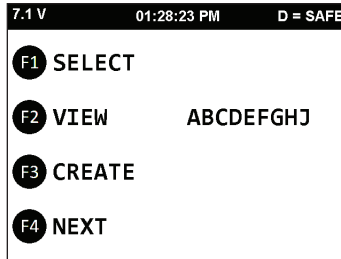 7.1 V 01:28:23 PM D = SAFE
F1 SELECT
F2 VIEW ABCDEFGHJ
F3 CREATE
F4 NEXT